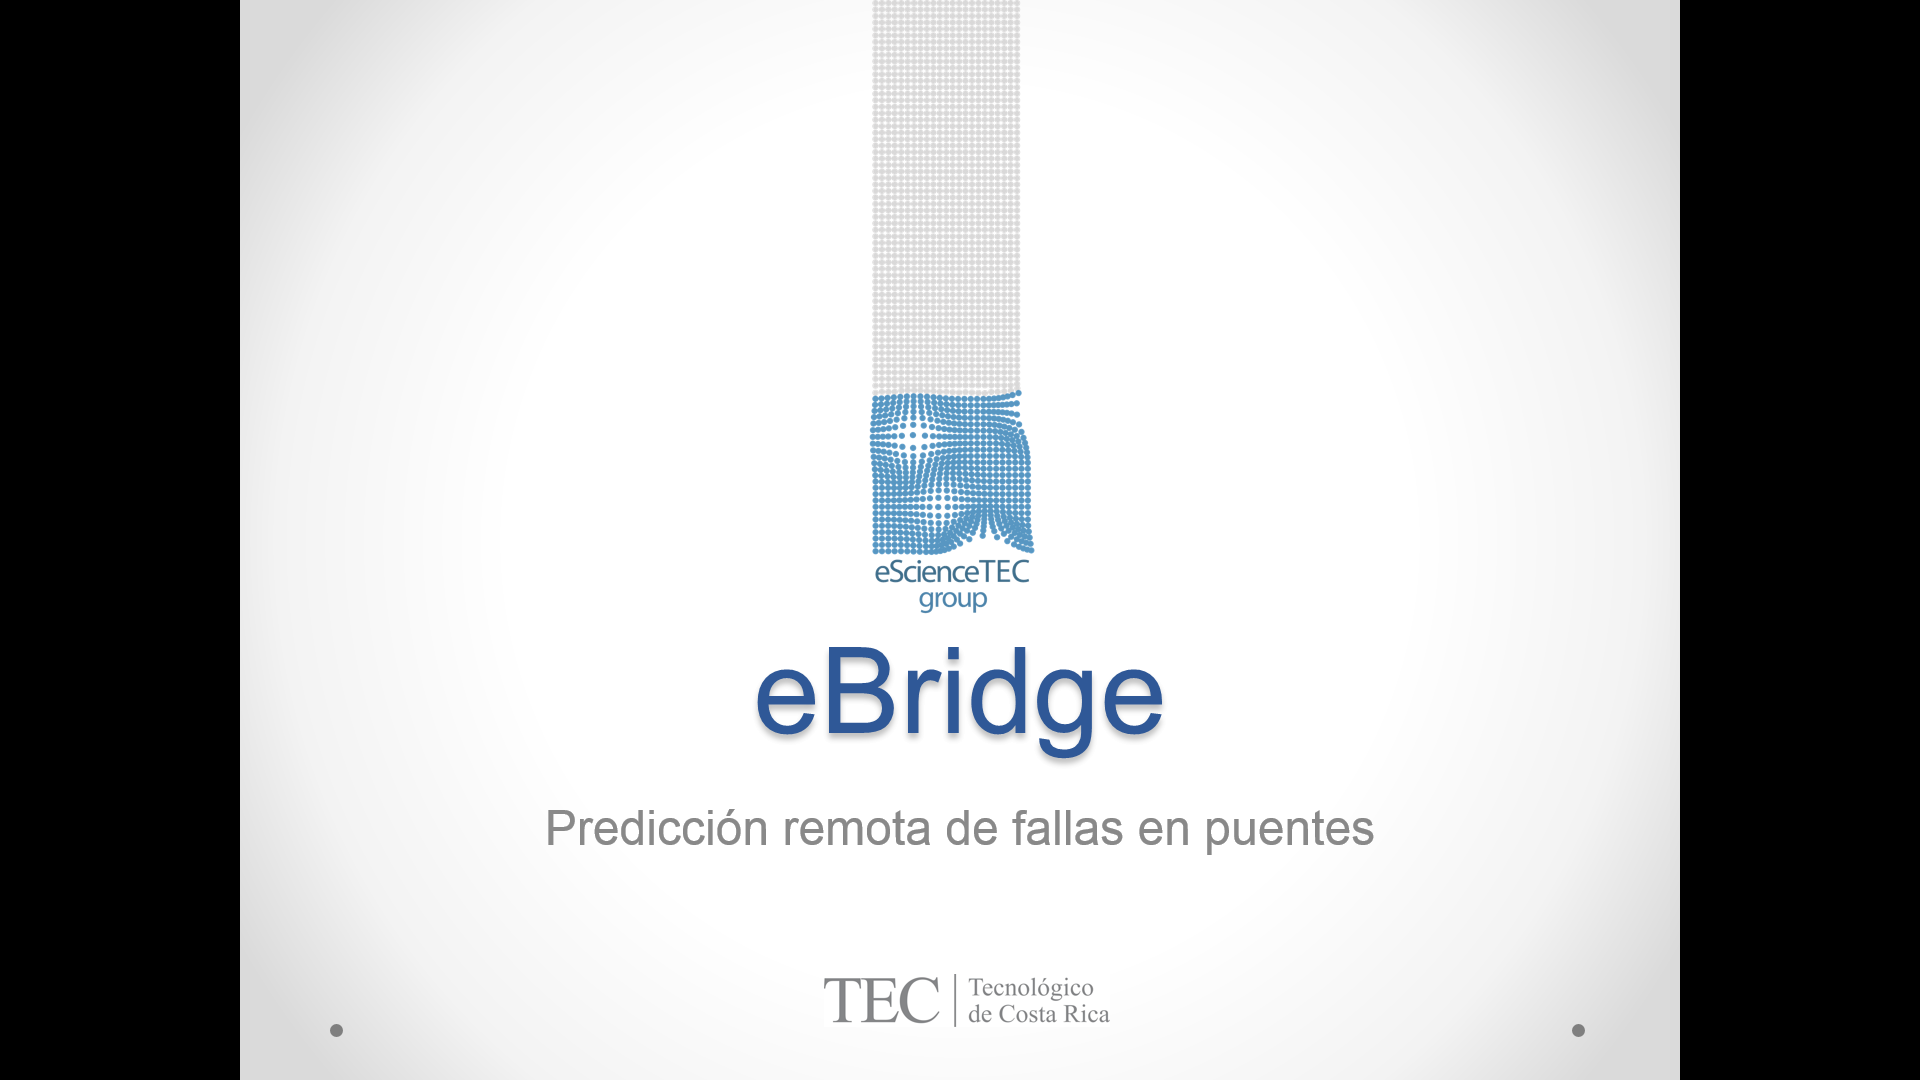 eScienceTEC
group
eBridge
Predicción remota de fallas en puentes
TEC
Tecnológico
de Costa Rica